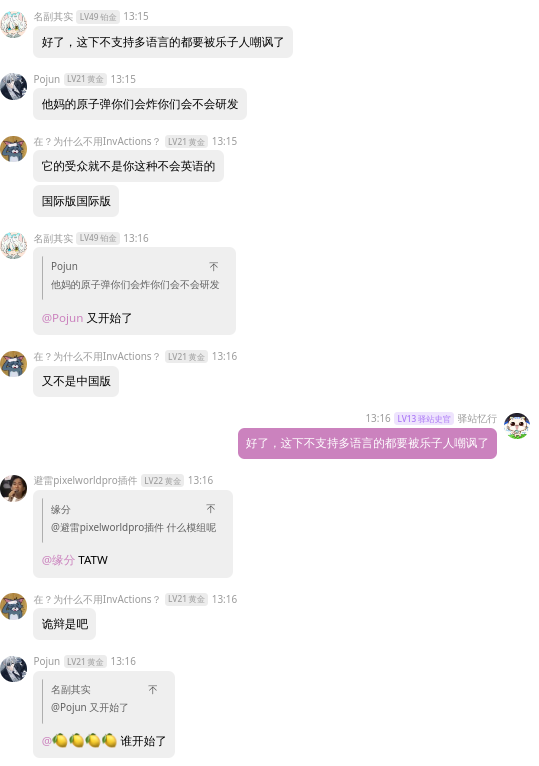 名副其实 LV49 铂金 13:15
好了，这下不支持多语言的都要被乐子人嘲讽了
Pojun LV21 黄金 13:15
他妈的原子弹你们会炸你们会不会研发
在？为什么不用InvActions？ LV21 黄金 13:15
它的受众就不是你这种不会英语的
国际版国际版
名副其实 LV49 铂金 13:16
Pojun
他妈的原子弹你们会炸你们会不会研发
@Pojun 又开始了
在？为什么不用InvActions？ LV21 黄金 13:16
又不是中国版
13:16 LV13 驿站史官 驿站忆行
好了，这下不支持多语言的都要被乐子人嘲讽了
避雷pixelworldpro插件 LV22 黄金 13:16
缘分
@避雷pixelworldpro插件 什么模组呢
@缘分 TATW
在？为什么不用InvActions？ LV21 黄金 13:16
诡辩是吧
Pojun LV21 黄金 13:16
名副其实
@Pojun 又开始了
@🍋🍋🍋🍋 谁开始了